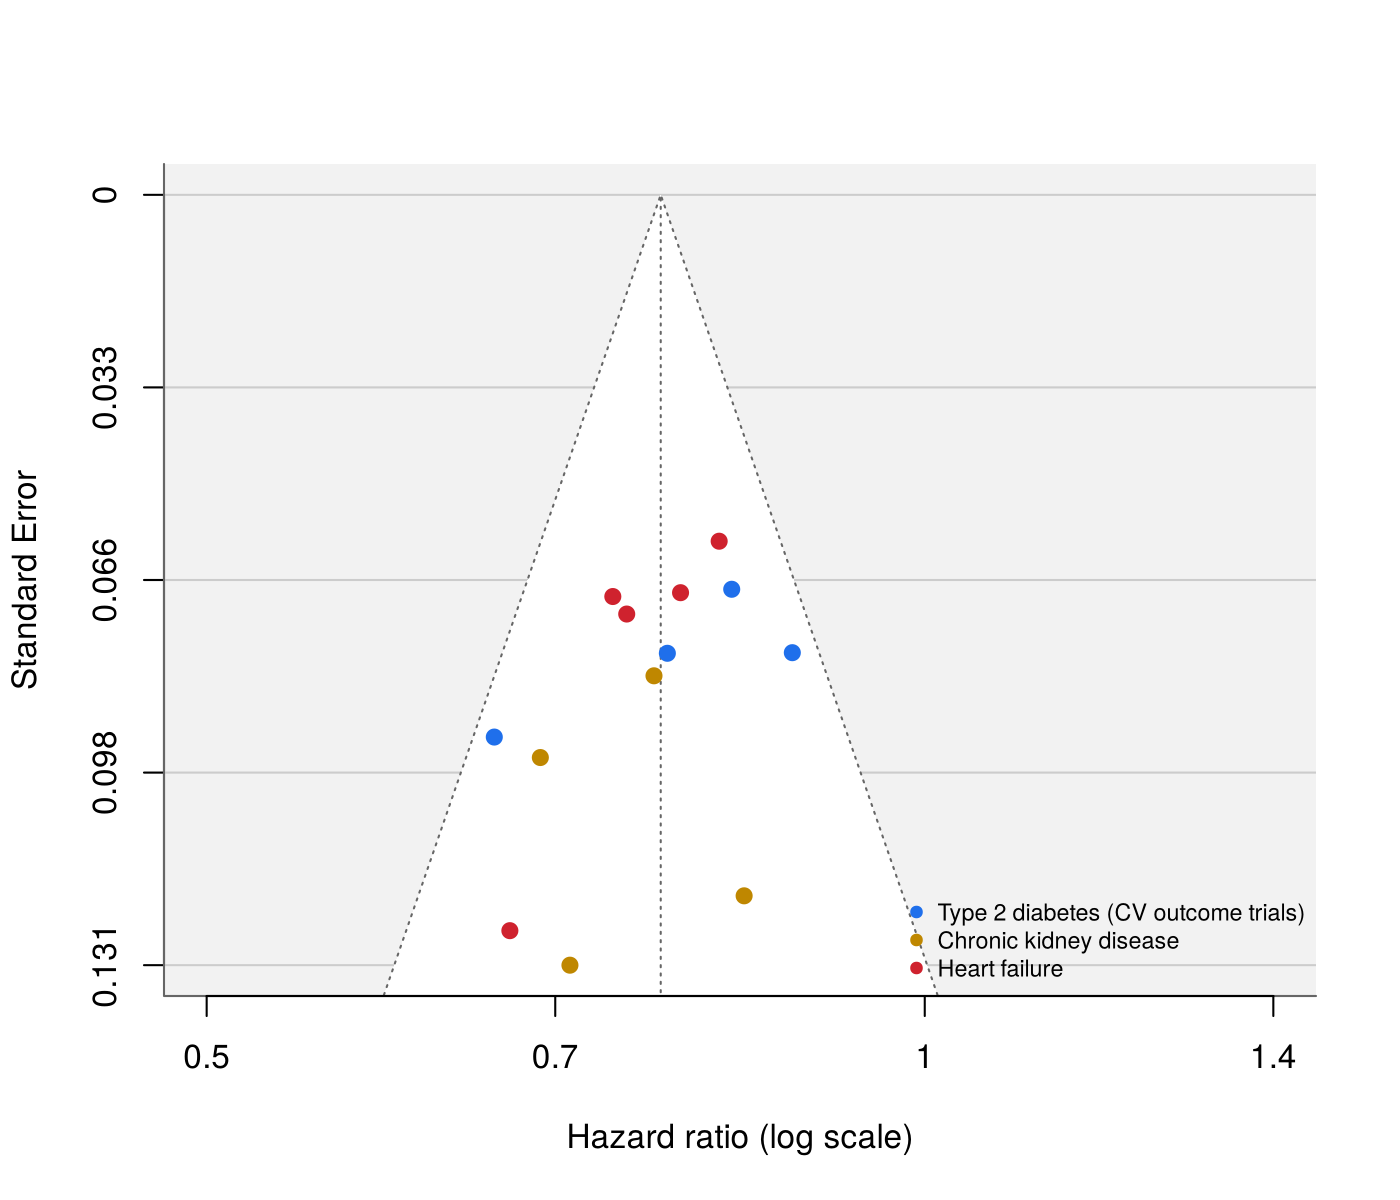 0
0.033
0.066
0.098
0.131
Standard Error
Type 2 diabetes (CV outcome trials)
Chronic kidney disease
Heart failure
0.5
0.7
1
1.4
Hazard ratio (log scale)